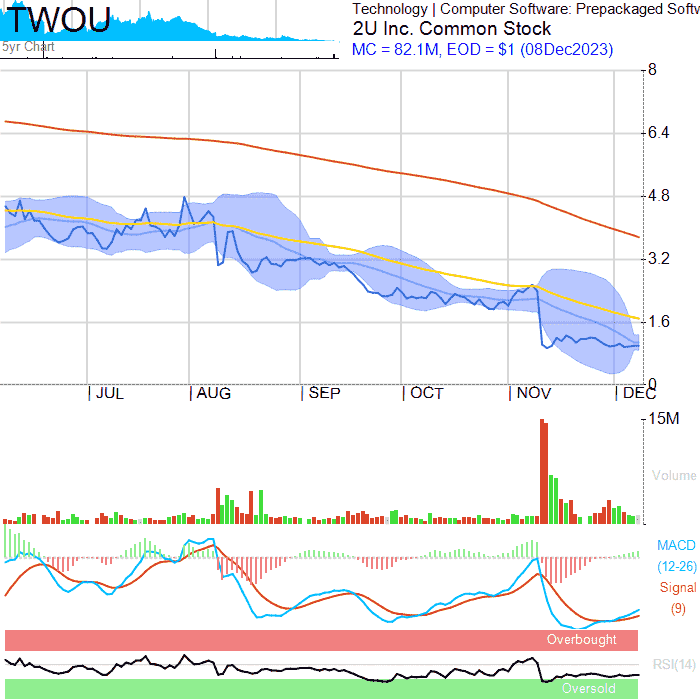 TWOU
5yr Chart
Technology | Computer Software: Prepackaged Softw
2U Inc. Common Stock
MC = 82.1M, EOD = $1 (08Dec2023)
8
6.4
4.8
3.2
1.6
0
JUL AUG SEP OCT NOV DEC
15M
Volume
MACD
(12-26)
Signal
(9)
Overbought
RSI(14)
Oversold